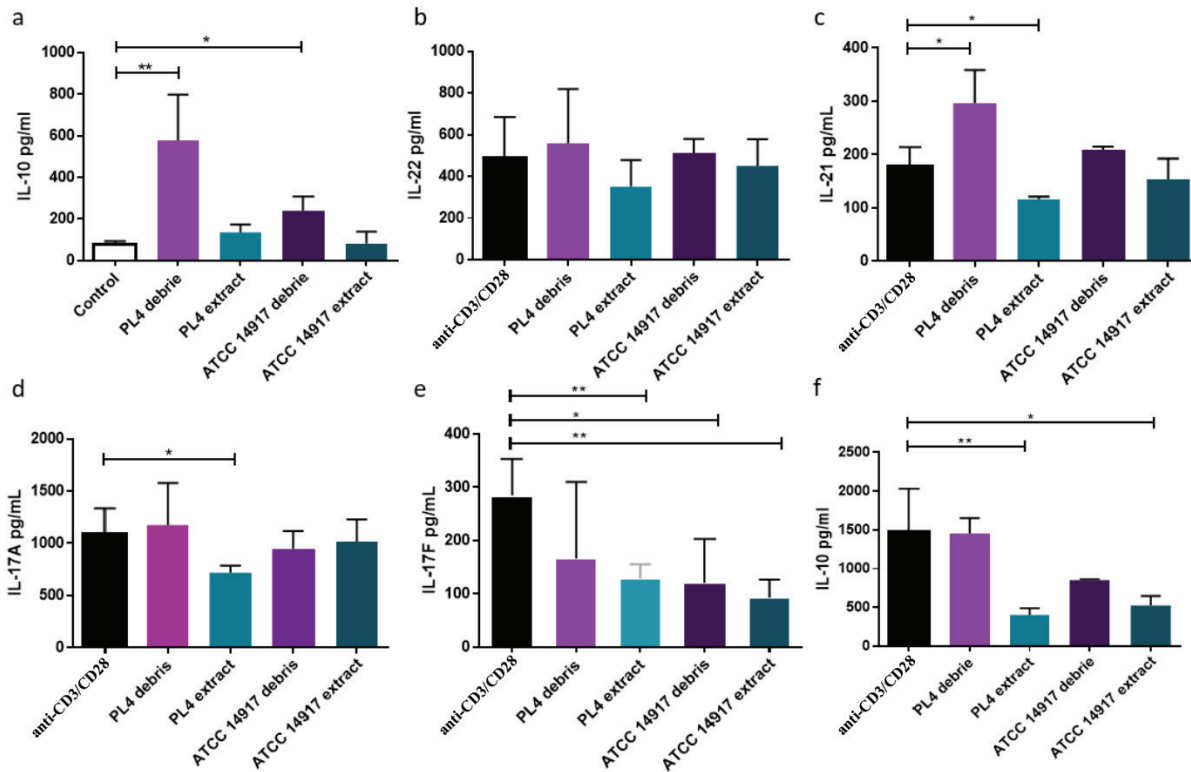 a
*
**
IL-10 pg/ml
1000
800
600
400
200
0
Control
PL4 debrie
PL4 extract
ATCC 14917 debrie
ATCC 14917 extract
b
IL-22 pg/ml
1000
800
600
400
200
0
anti-CD3/CD28
PL4 debris
PL4 extract
ATCC 14917 debris
ATCC 14917 extract
c
*
*
IL-21 pg/mL
400
300
200
100
0
anti-CD3/CD28
PL4 debris
PL4 extract
ATCC 14917 debris
ATCC 14917 extract
d
*
IL-17A pg/mL
2000
1500
1000
500
0
anti-CD3/CD28
PL4 debris
PL4 extract
ATCC 14917 debris
ATCC 14917 extract
e
**
*
**
IL-17F pg/mL
400
300
200
100
0
anti-CD3/CD28
PL4 debris
PL4 extract
ATCC 14917 debris
ATCC 14917 extract
f
*
**
IL-10 pg/ml
2500
2000
1500
1000
500
0
anti-CD3/CD28
PL4 debrie
PL4 extract
ATCC 14917 debrie
ATCC 14917 extract